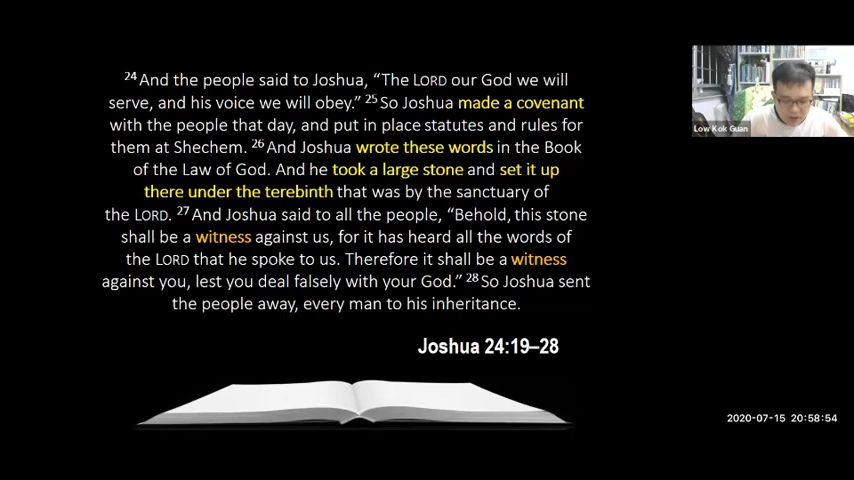 24 And the people said to Joshua, “The LORD our God we will
serve, and his voice we will obey.” 25 So Joshua made a covenant
with the people that day, and put in place statutes and rules for
them at Shechem. 26 And Joshua wrote these words in the Book
of the Law of God. And he took a large stone and set it up
there under the terebinth that was by the sanctuary of
the LORD. 27 And Joshua said to all the people, “Behold, this stone
shall be a witness against us, for it has heard all the words of
the LORD that he spoke to us. Therefore it shall be a witness
against you, lest you deal falsely with your God.” 28 So Joshua sent
the people away, every man to his inheritance.
Joshua 24:19–28
Low Kok Guan
2020-07-15 20:58:54